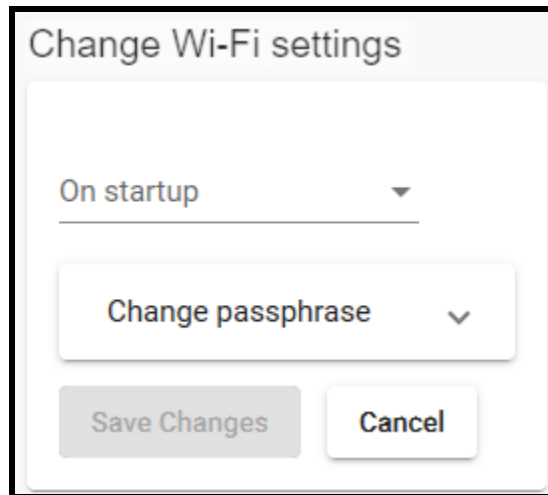 Change Wi-Fi settings
On startup
Change passphrase
Save Changes Cancel